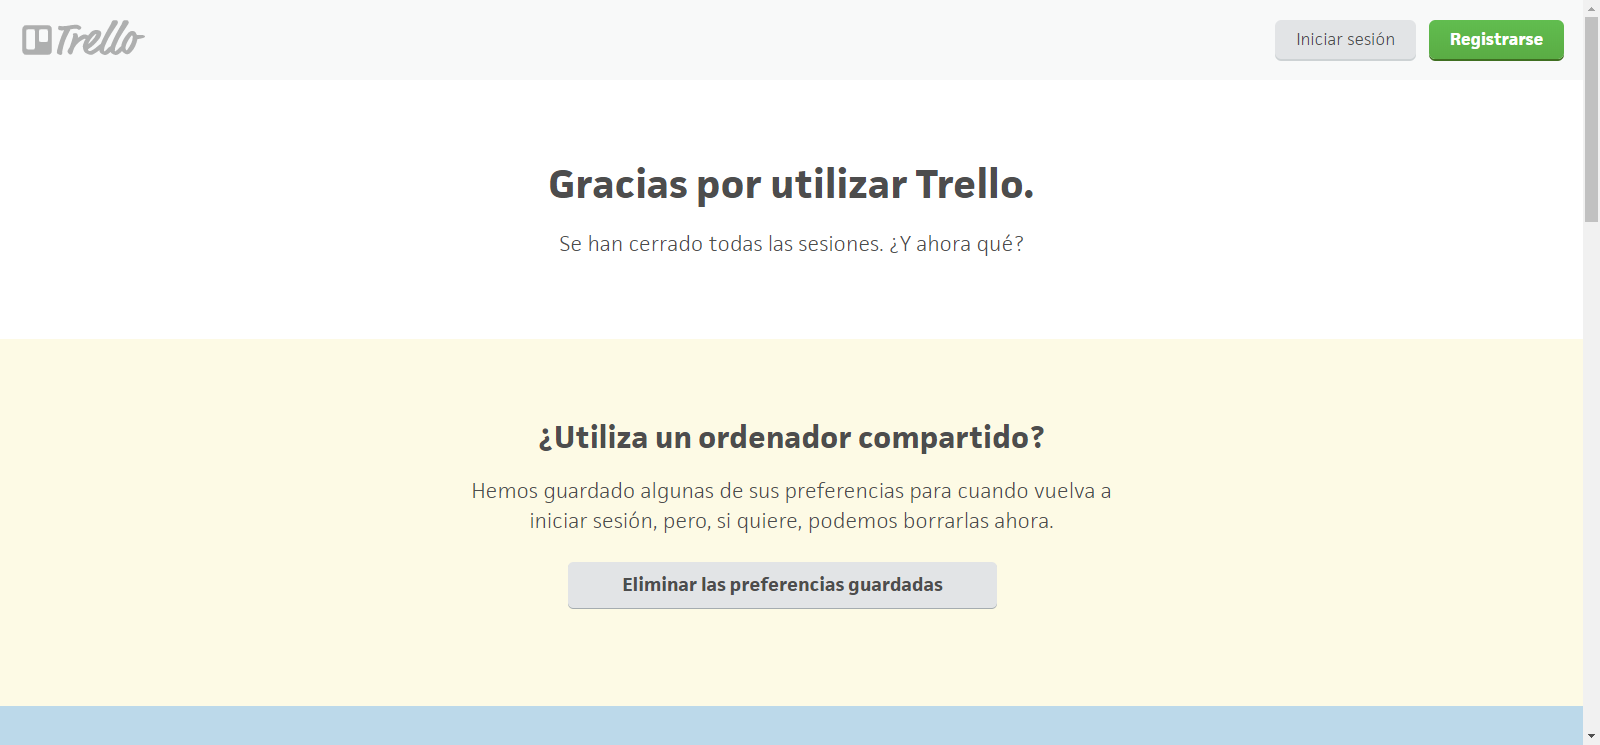 Trello
Iniciar sesión
Registrarse
Gracias por utilizar Trello.
Se han cerrado todas las sesiones. ¿Y ahora qué?
¿Utiliza un ordenador compartido?
Hemos guardado algunas de sus preferencias para cuando vuelva a
iniciar sesión, pero, si quiere, podemos borrarlas ahora.
Eliminar las preferencias guardadas